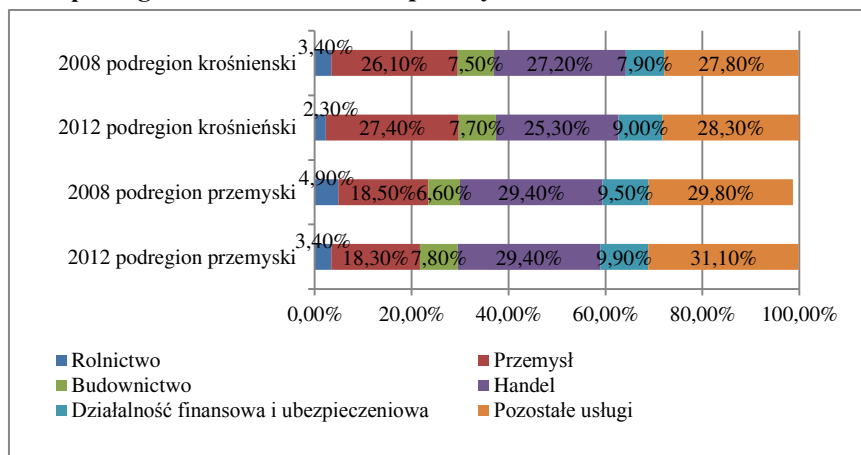 3,40%
2008 podregion krośnienski
26,10% 7,50% 27,20% 7,90% 27,80%
2,30%
2012 podregion krośnieński
27,40% 7,70% 25,30% 9,00% 28,30%
4,90%
2008 podregion przemyski
18,50% 6,60% 29,40% 9,50% 29,80%
3,40%
2012 podregion przemyski
18,30% 7,80% 29,40% 9,90% 31,10%
0,00% 20,00% 40,00% 60,00% 80,00% 100,00%
Rolnictwo Przemysł
Budownictwo Handel
Działalność finansowa i ubezpieczeniowa Pozostałe usługi